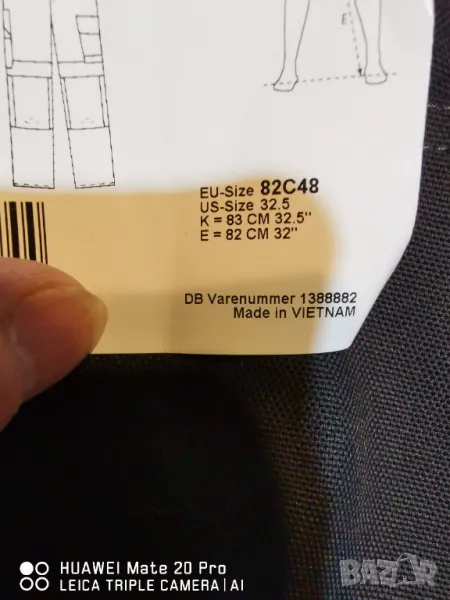 E
EU-Size 82C48
US-Size 32.5
K = 83 CM 32.5"
E = 82 CM 32"
DB Varenummer 1388882
Made in VIETNAM
HUAWEI Mate 20 Pro
LEICA TRIPLE CAMERA | AI
BAZAR